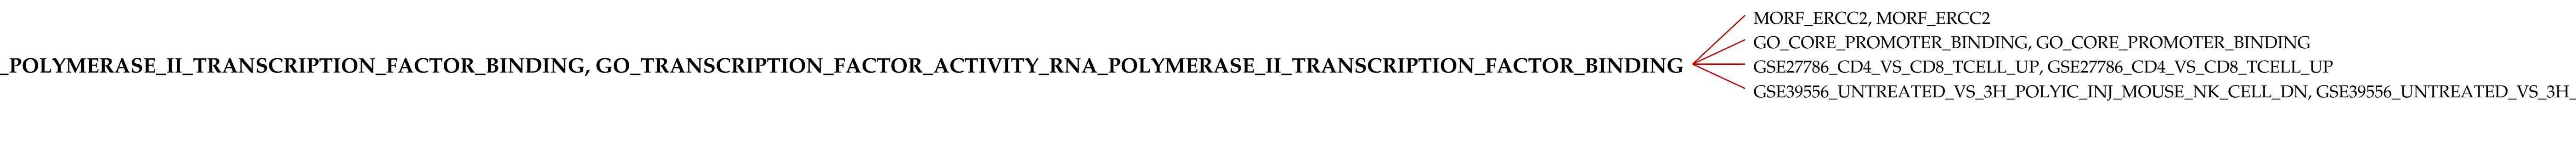 _POLYMERASE_II_TRANSCRIPTION_FACTOR_BINDING, GO_TRANSCRIPTION_FACTOR_ACTIVITY_RNA_POLYMERASE_II_TRANSCRIPTION_FACTOR_BINDING
MORF_ERCC2, MORF_ERCC2
GO_CORE_PROMOTER_BINDING, GO_CORE_PROMOTER_BINDING
GSE27786_CD4_VS_CD8_TCELL_UP, GSE27786_CD4_VS_CD8_TCELL_UP
GSE39556_UNTREATED_VS_3H_POLYIC_INJ_MOUSE_NK_CELL_DN, GSE39556_UNTREATED_VS_3H_